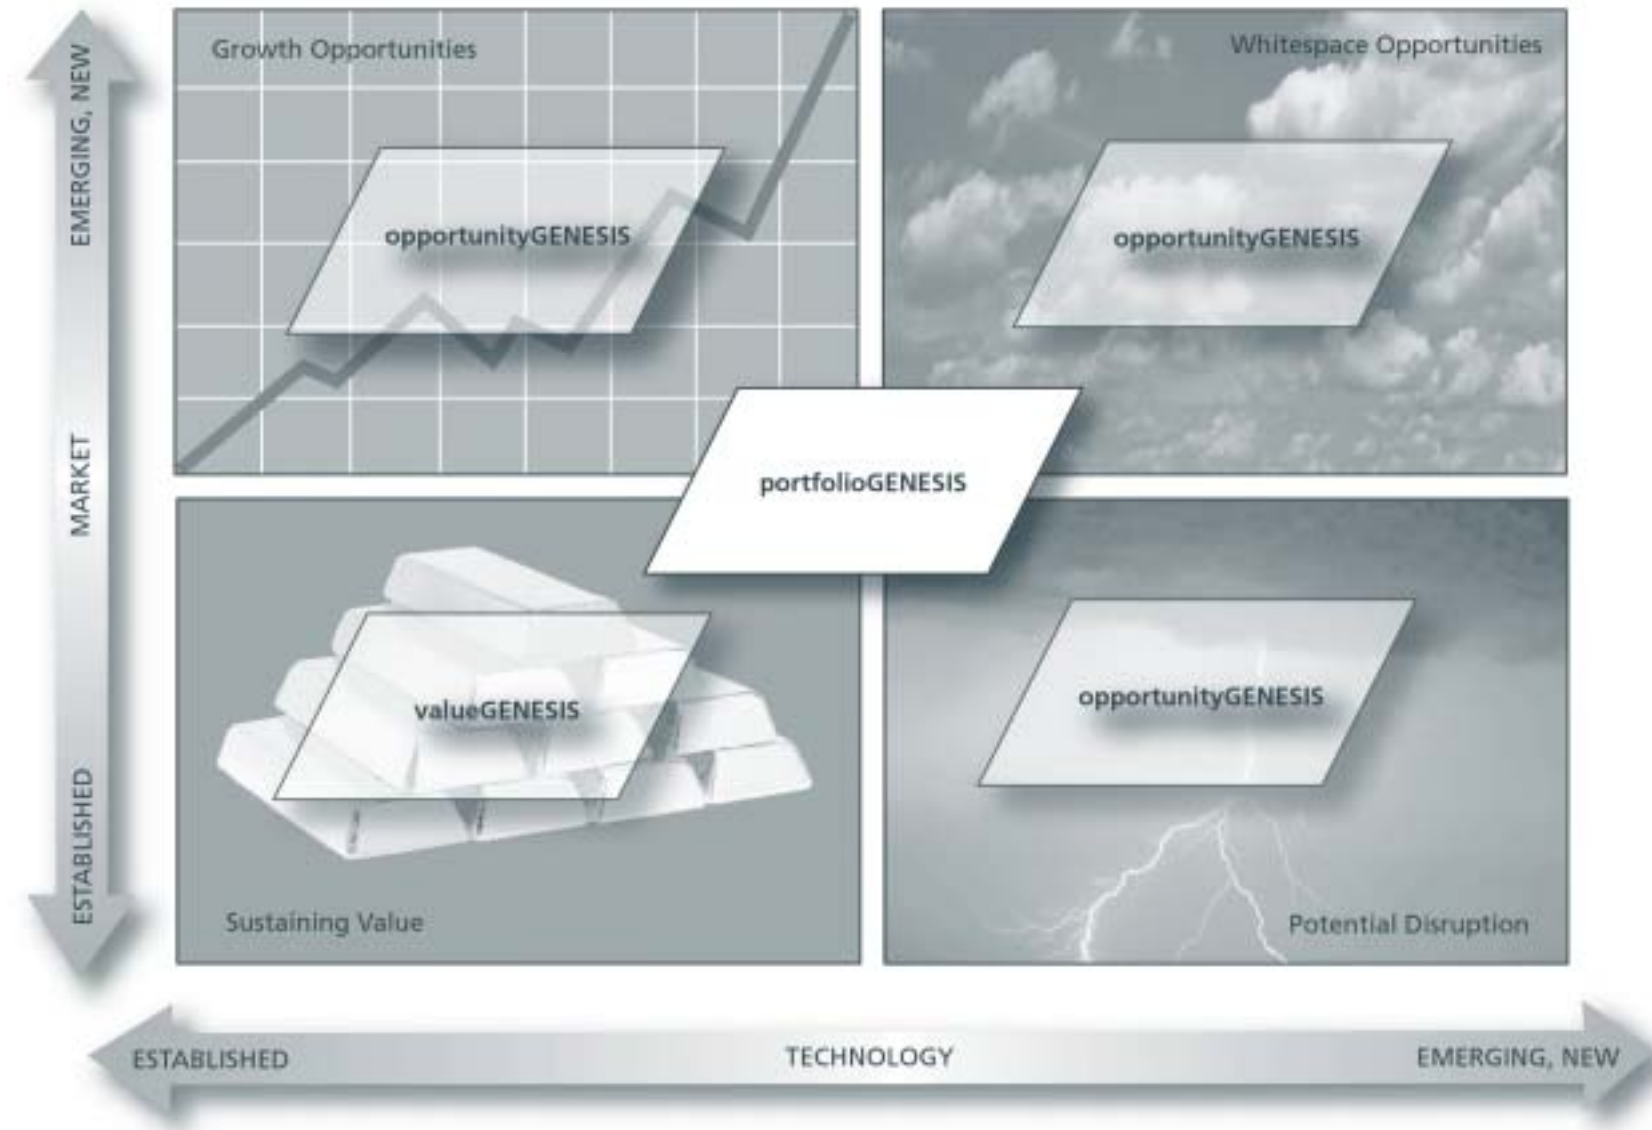 EMERGING, NEW
MARKET
ESTABLISHED
Growth Opportunities
opportunityGENESIS
Whitespace Opportunities
opportunityGENESIS
portfolioGENESIS
valueGENESIS
Sustaining Value
opportunityGENESIS
Potential Disruption
ESTABLISHED
TECHNOLOGY
EMERGING, NEW